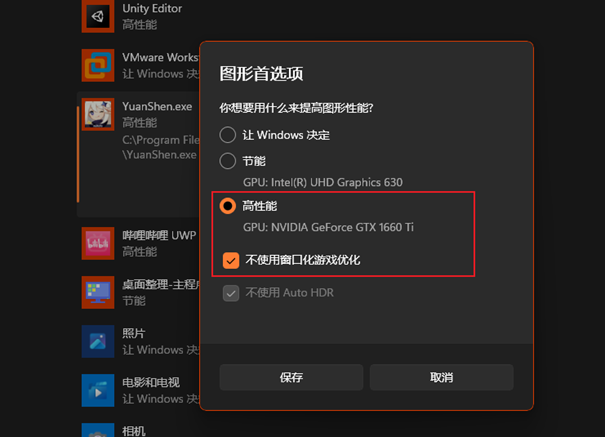 Unity Editor
高性能
VMware Works
让 Windows 决
YuanShen.exe
高性能
C:\Program File
\YuanShen.exe
哔哩哔哩 UWP
高性能
桌面整理-主程
节能
照片
让 Windows 决
电影和电视
让 Windows 决
相机
图形首选项
你想要用什么来提高图形性能?
让 Windows 决定
节能
GPU: Intel(R) UHD Graphics 630
高性能
GPU: NVIDIA GeForce GTX 1660 Ti
不使用窗口化游戏优化
不使用 Auto HDR
保存
取消